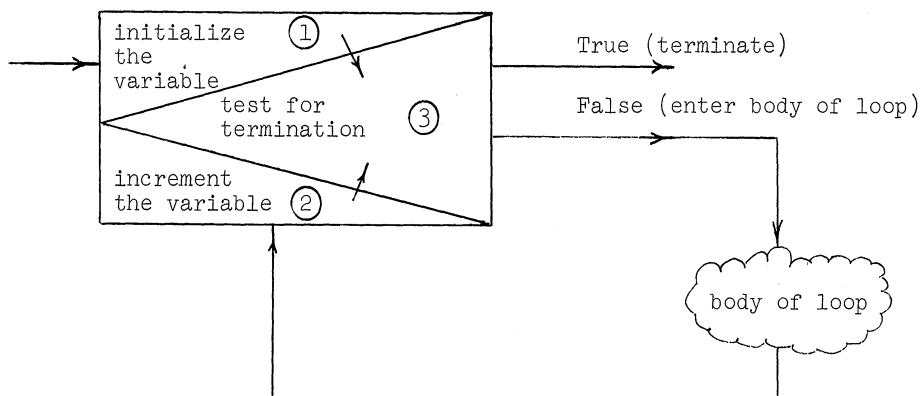 initialize
the
variable
1
True (terminate)
test for
termination
3
False (enter body of loop)
increment
the variable
2
body of loop